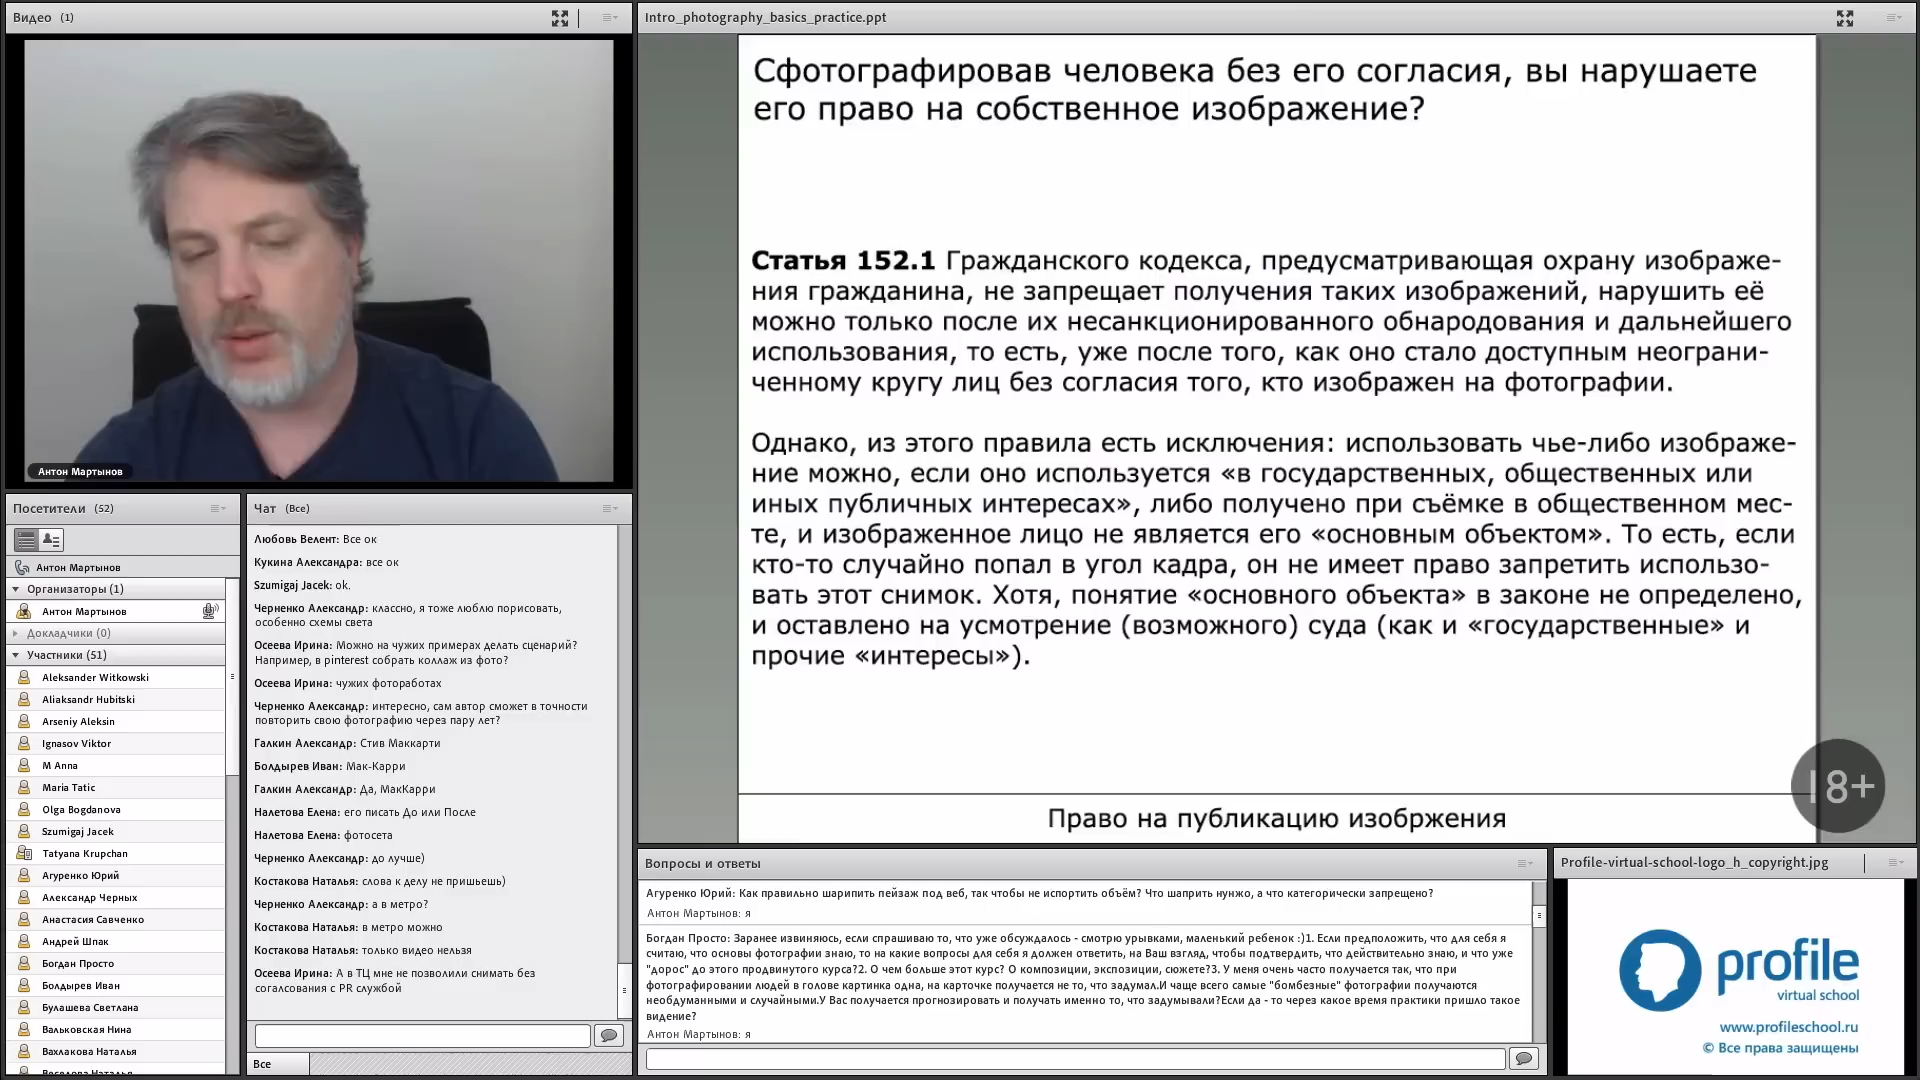 Видео (1)
Антон Мартынов
Посетители (52)
Антон Мартынов
Организаторы (1)
Антон Мартынов
Докладчики (0)
Участники (51)
Aleksander Witkowski
Aliaksandr Hubitski
Arseniy Aleksin
Ignasov Viktor
M Anna
Maria Tatic
Olga Bogdanova
Szumigaj Jacek
Tatyana Krupchan
Агуренко Юрий
Александр Черных
Анастасия Савченко
Андрей Шпак
Богдан Просто
Болдырев Иван
Булашева Светлана
Вальковская Нина
Вахлакова Наталья
Веселова Наталья
Чат (Все)
Любовь Велент: Все ок
Кукина Александра: все ок
Szumigaj Jacek: ok.
Черненко Александр: классно, я тоже люблю порисовать,
особенно схемы света
Осеева Ирина: Можно на чужих примерах делать сценарий?
Например, в pinterest собрать коллаж из фото?
Осеева Ирина: чужих фотоработах
Черненко Александр: интересно, сам автор сможет в точности
повторить свою фотографию через пару лет?
Галкин Александр: Стив Маккарти
Болдырев Иван: Мак-Карри
Галкин Александр: Да, МакКарри
Налетова Елена: его писать До или После
Налетова Елена: фотосета
Черненко Александр: до лучше)
Костакова Наталья: слова к делу не пришьешь)
Черненко Александр: а в метро?
Костакова Наталья: в метро можно
Костакова Наталья: только видео нельзя
Осеева Ирина: А в ТЦ мне не позволили снимать без
согалсования с PR службой
Все
Intro_photography_basics_practice.ppt
Сфотографировав человека без его согласия, вы нарушаете
его право на собственное изображение?
Статья 152.1 Гражданского кодекса, предусматривающая охрану изображе-
ния гражданина, не запрещает получения таких изображений, нарушить её
можно только после их несанкционированного обнародования и дальнейшего
использования, то есть, уже после того, как оно стало доступным неограни-
ченному кругу лиц без согласия того, кто изображен на фотографии.
Однако, из этого правила есть исключения: использовать чье-либо изображе-
ние можно, если оно используется «в государственных, общественных или
иных публичных интересах», либо получено при съёмке в общественном мес-
те, и изображенное лицо не является его «основным объектом». То есть, если
кто-то случайно попал в угол кадра, он не имеет право запретить использо-
вать этот снимок. Хотя, понятие «основного объекта» в законе не определено,
и оставлено на усмотрение (возможного) суда (как и «государственные» и
прочие «интересы»).
18+
Право на публикацию изобржения
Вопросы и ответы
Агуренко Юрий: Как правильно шарипить пейзаж под веб, так чтобы не испортить объём? Что шаприть нунжо, а что категорически запрещено?
Антон Мартынов: я
Богдан Просто: Заранее извиняюсь, если спрашиваю то, что уже обсуждалось - смотрю урывками, маленький ребенок :)1. Если предположить, что для себя я
считаю, что основы фотографии знаю, то на какие вопросы для себя я должен ответить, на Ваш взгляд, чтобы подтвердить, что действительно знаю, и что уже
"дорос" до этого продвинутого курса?2. О чем больше этот курс? О композиции, экспозиции, сюжете?3. У меня очень часто получается так, что при
фотографировании людей в голове картинка одна, на карточке получается не то, что задумал.И чаще всего самые "бомбезные" фотографии получаются
необдуманными и случайными.У Вас получается прогнозировать и получать именно то, что задумывали?Если да - то через какое время практики пришло такое
видение?
Антон Мартынов: я
Profile-virtual-school-logo_h_copyright.jpg
profile
virtual school
www.profileschool.ru
© Все права защищены